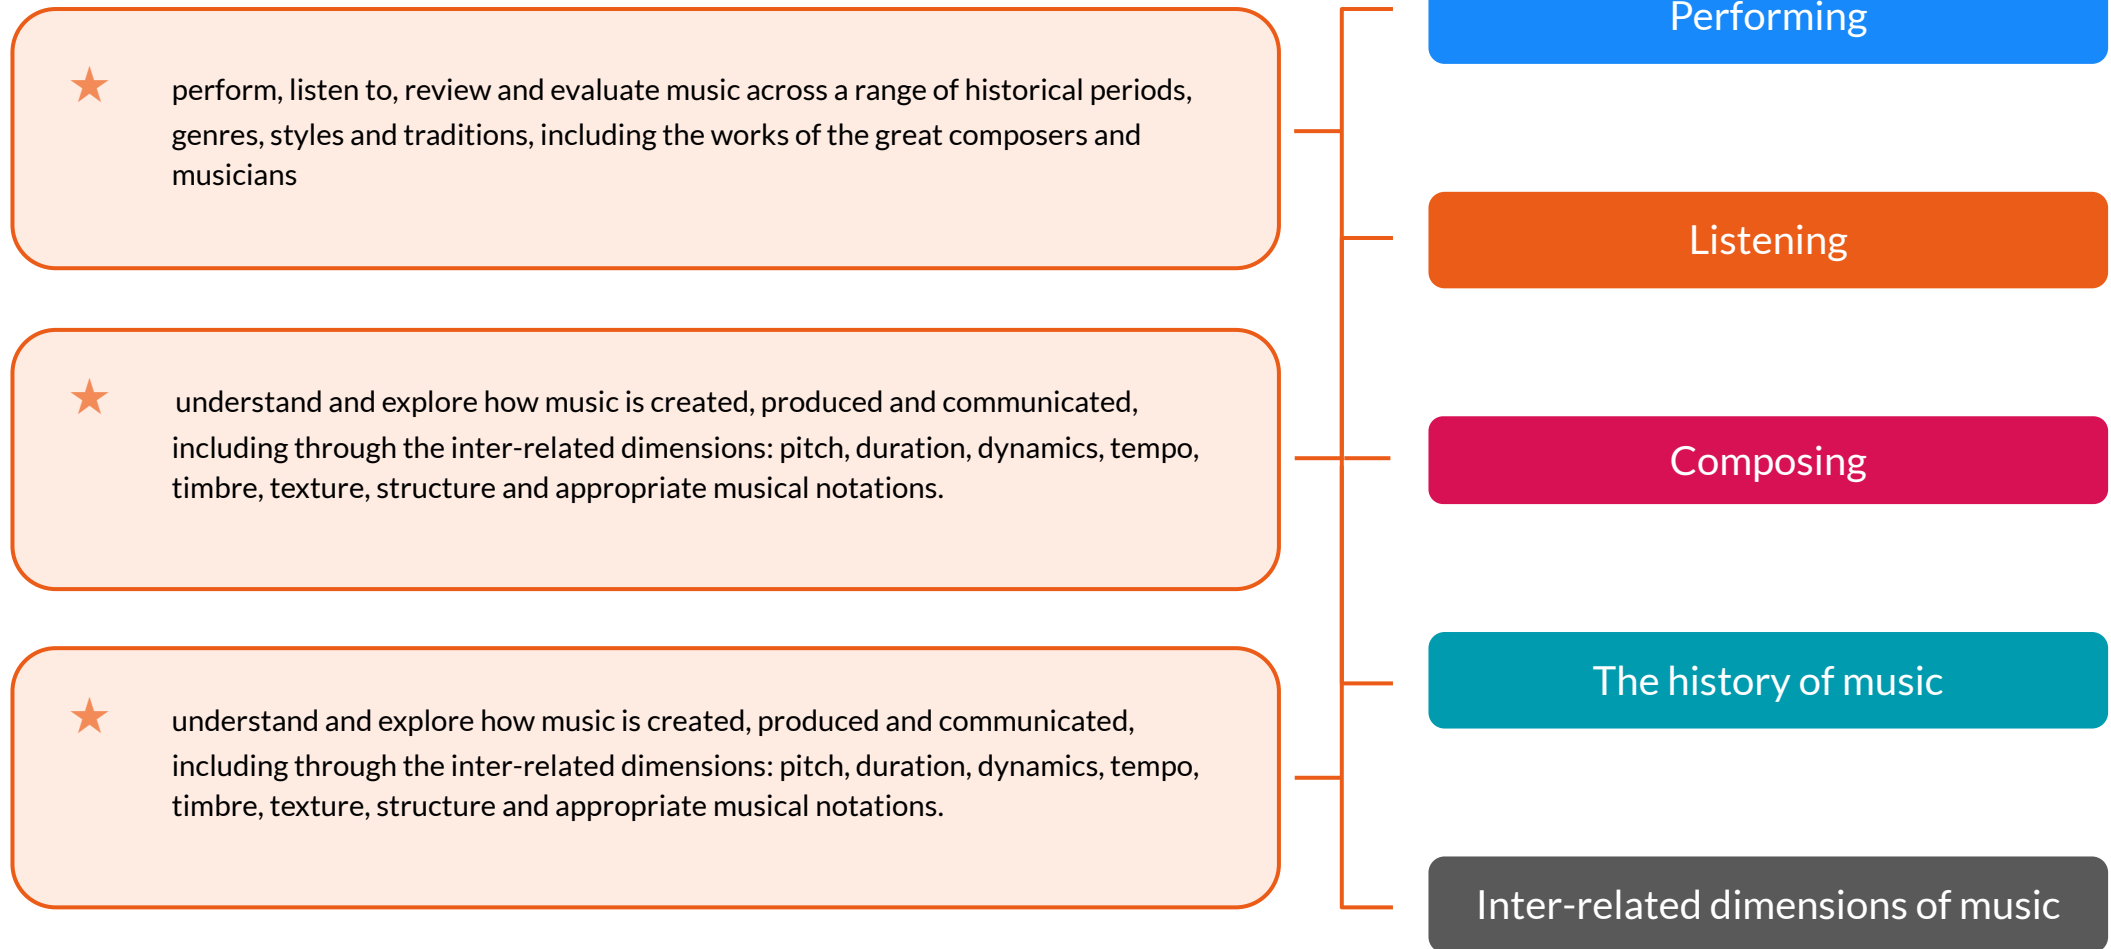 perform, listen to, review and evaluate music across a range of historical periods,
genres, styles and traditions, including the works of the great composers and
musicians
understand and explore how music is created, produced and communicated,
including through the inter-related dimensions: pitch, duration, dynamics, tempo,
timbre, texture, structure and appropriate musical notations.
understand and explore how music is created, produced and communicated,
including through the inter-related dimensions: pitch, duration, dynamics, tempo,
timbre, texture, structure and appropriate musical notations.
Performing
Listening
Composing
The history of music
Inter-related dimensions of music